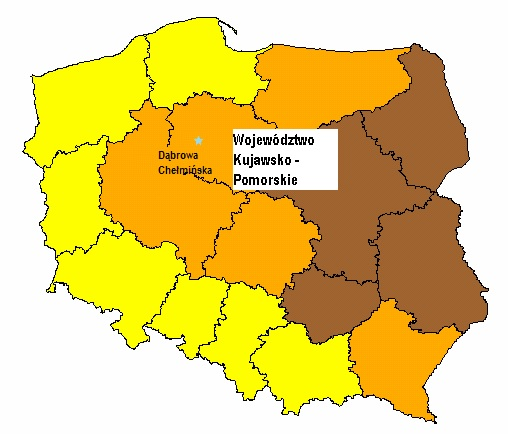 Województwo
Kujawsko -
Pomorskie
Dąbrowa
Chełmińska